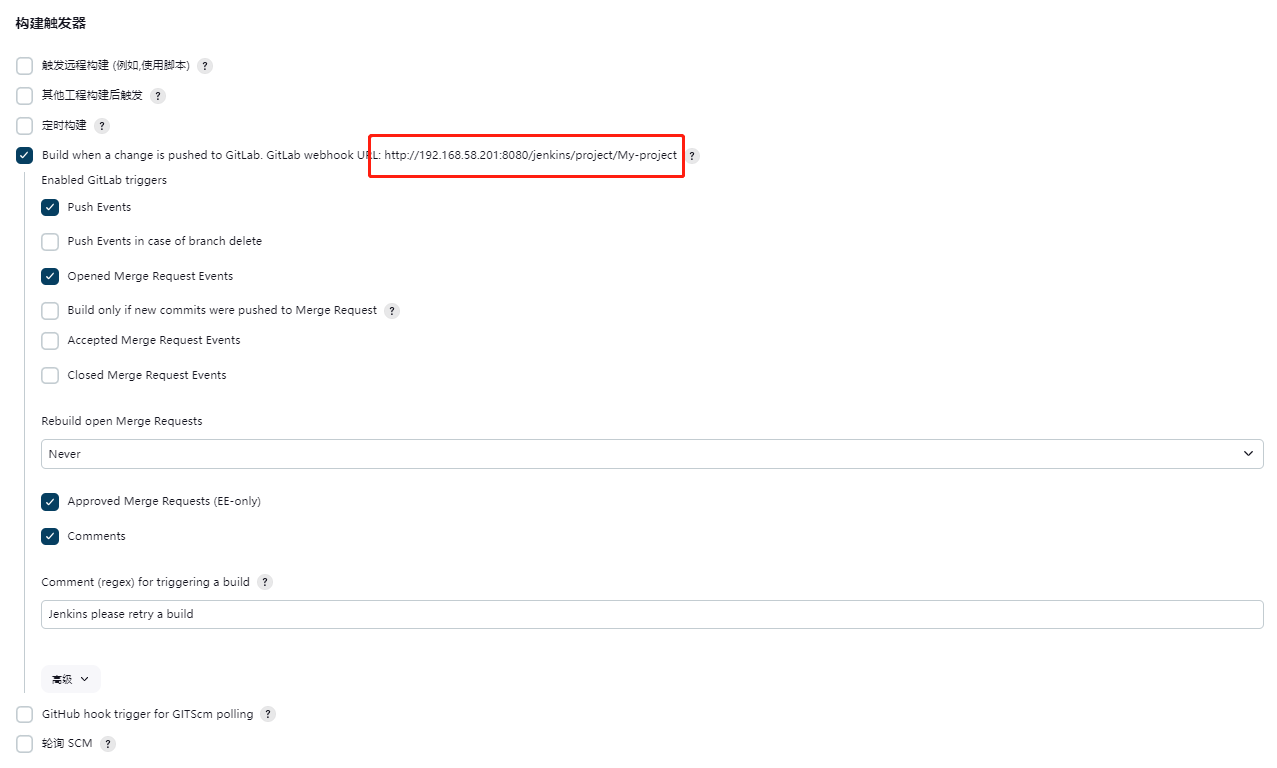 构建触发器
触发远程构建 (例如,使用脚本) ?
其他工程构建后触发 ?
定时构建 ?
Build when a change is pushed to GitLab. GitLab webhook URL: http://192.168.58.201:8080/jenkins/project/My-project ?
Enabled GitLab triggers
Push Events
Push Events in case of branch delete
Opened Merge Request Events
Build only if new commits were pushed to Merge Request ?
Accepted Merge Request Events
Closed Merge Request Events
Rebuild open Merge Requests
Never
Approved Merge Requests (EE-only)
Comments
Comment (regex) for triggering a build ?
Jenkins please retry a build
高级
GitHub hook trigger for GITScm polling ?
轮询 SCM ?